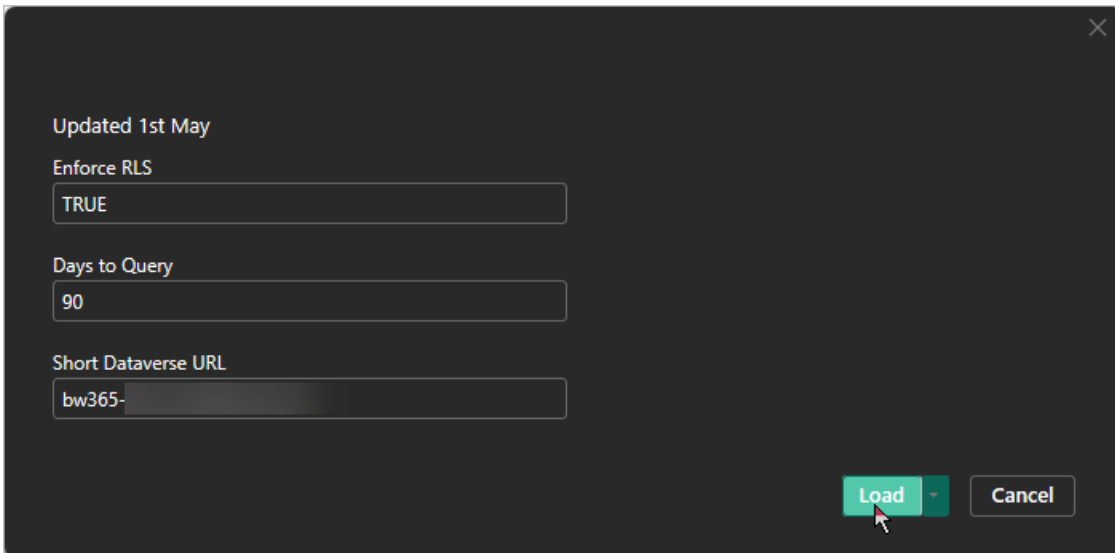 Updated 1st May
Enforce RLS
TRUE
Days to Query
90
Short Dataverse URL
bw365-
Load
Cancel